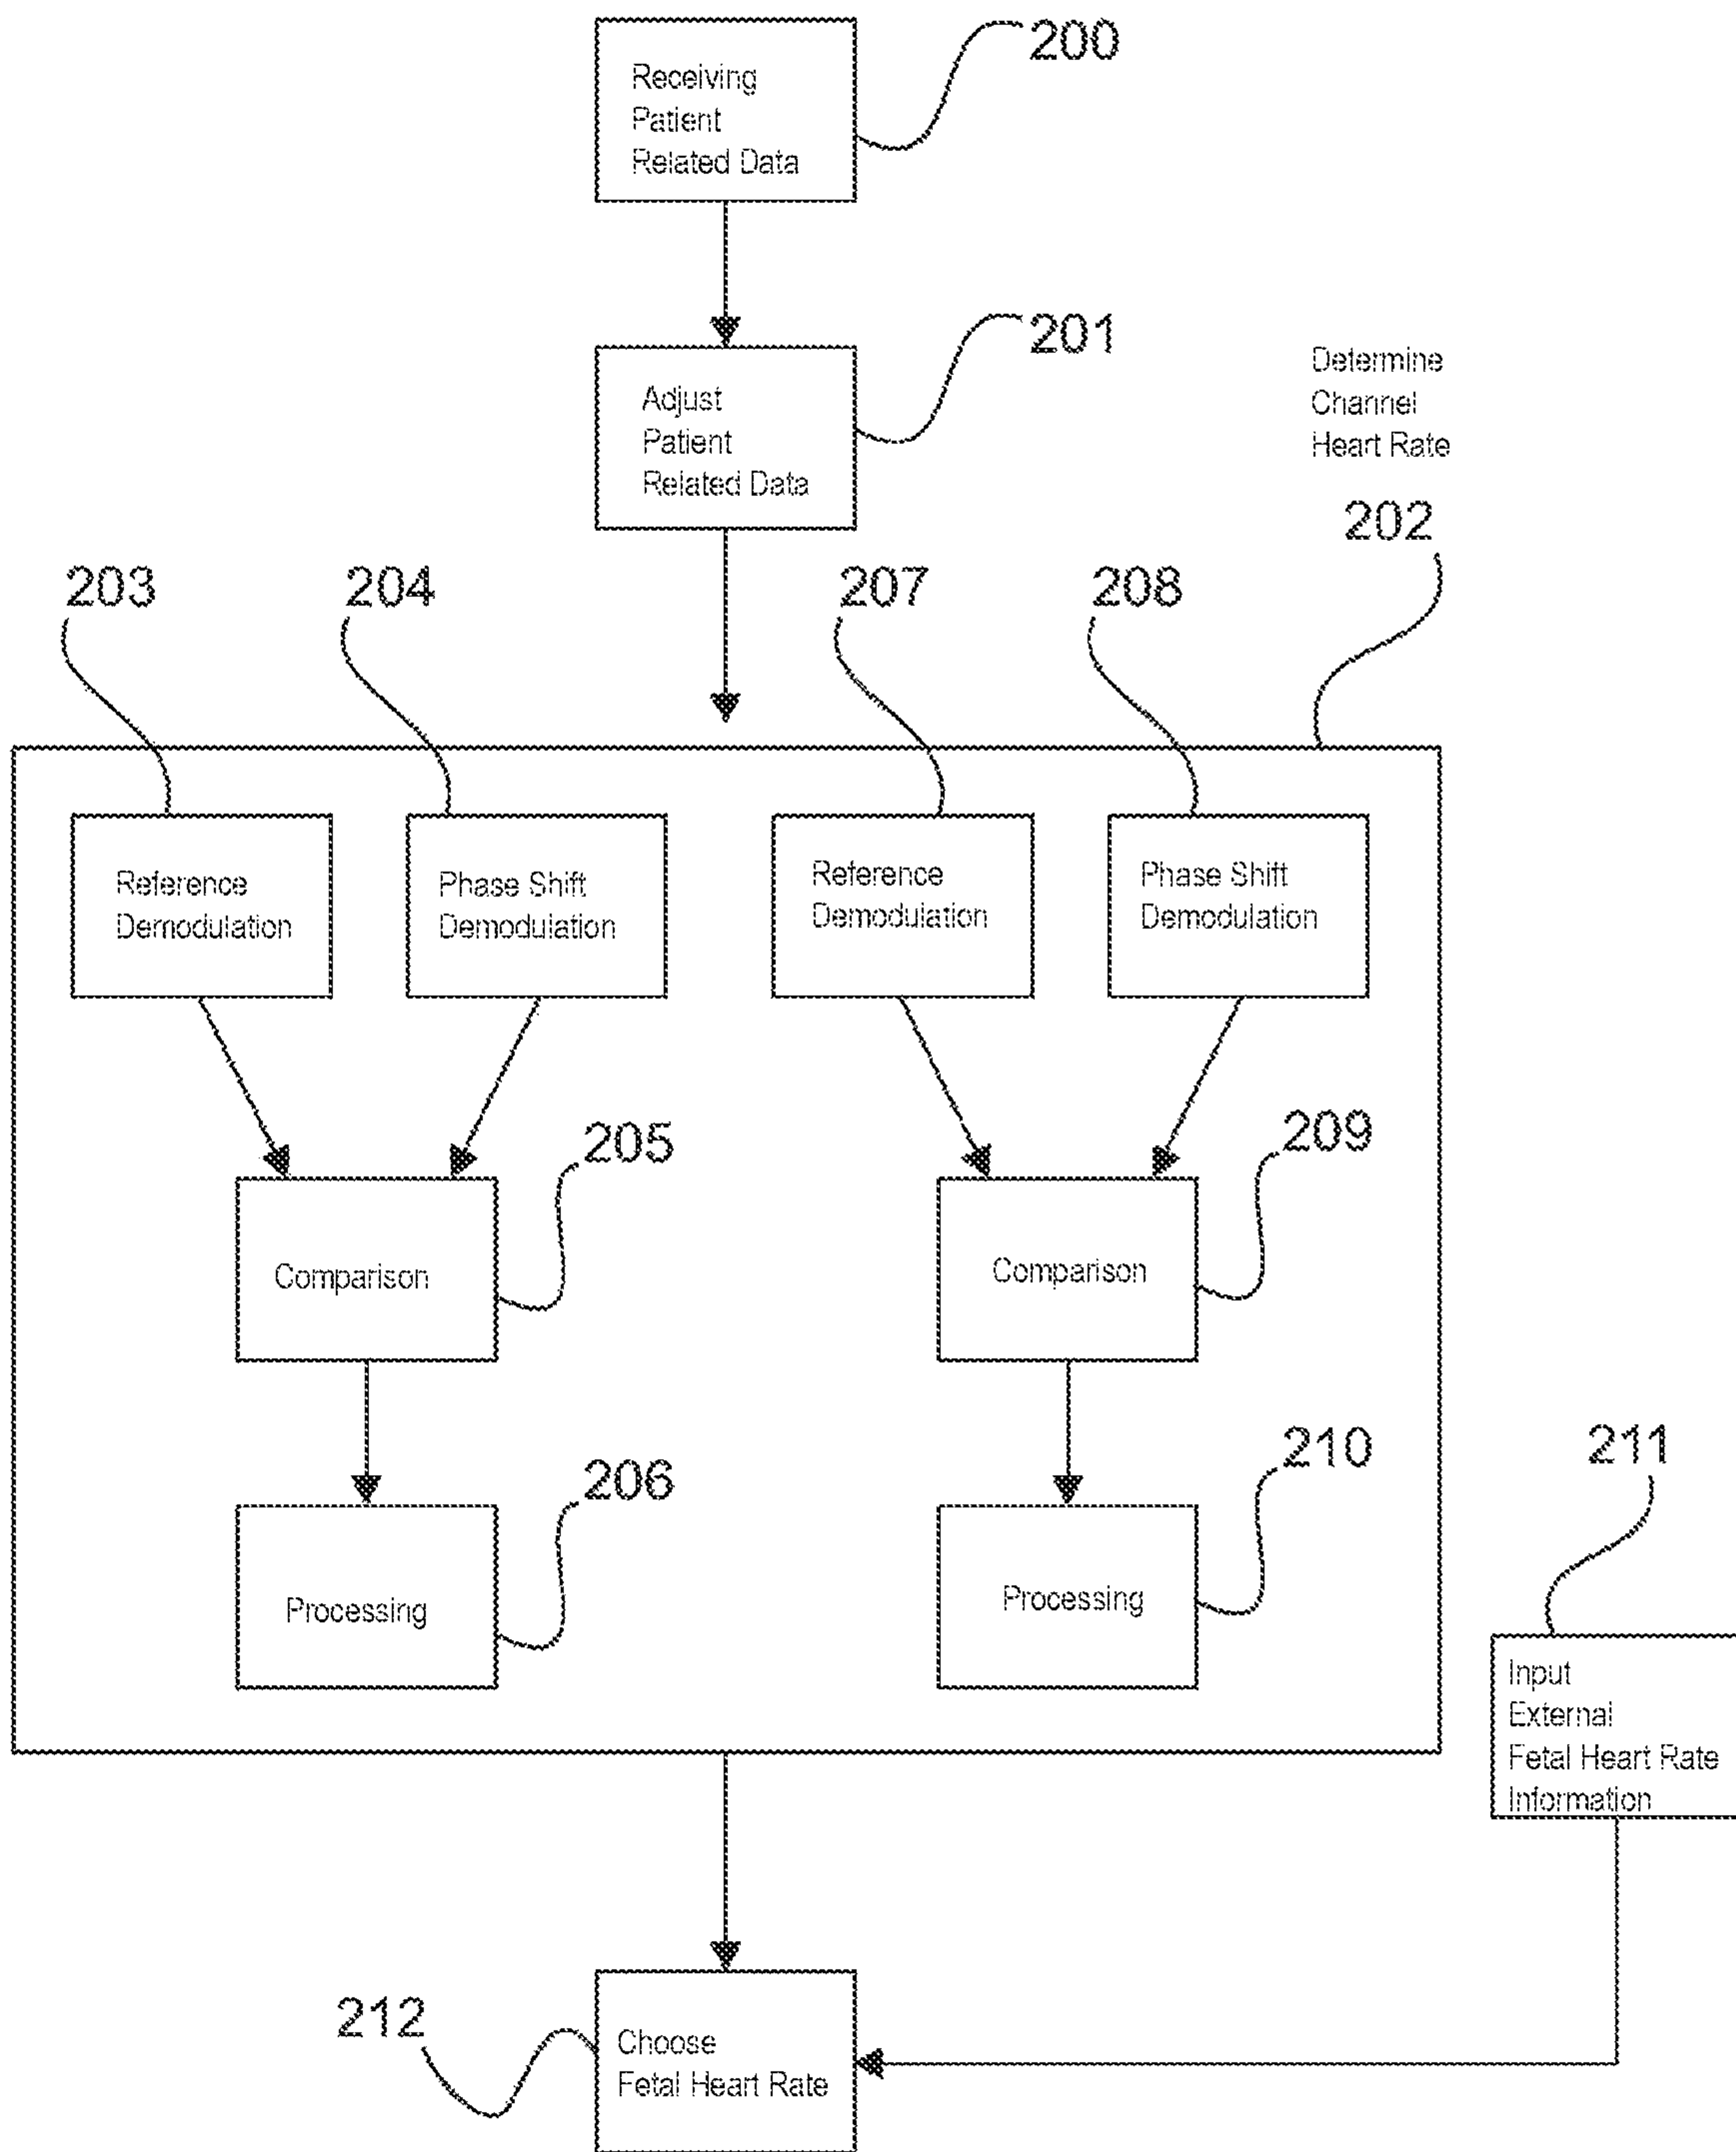 200
Receiving
Patient
Related Data
201
Adjust
Patient
Related Data
Determine
Channel
Heart Rate
202
203
204
207
208
Reference
Demodulation
Phase Shift
Demodulation
Reference
Demodulation
Phase Shift
Demodulation
205
Comparison
209
Comparison
206
Processing
210
Processing
211
Input
External
Fetal Heart Rate
Information
212
Choose
Fetal Heart Rate